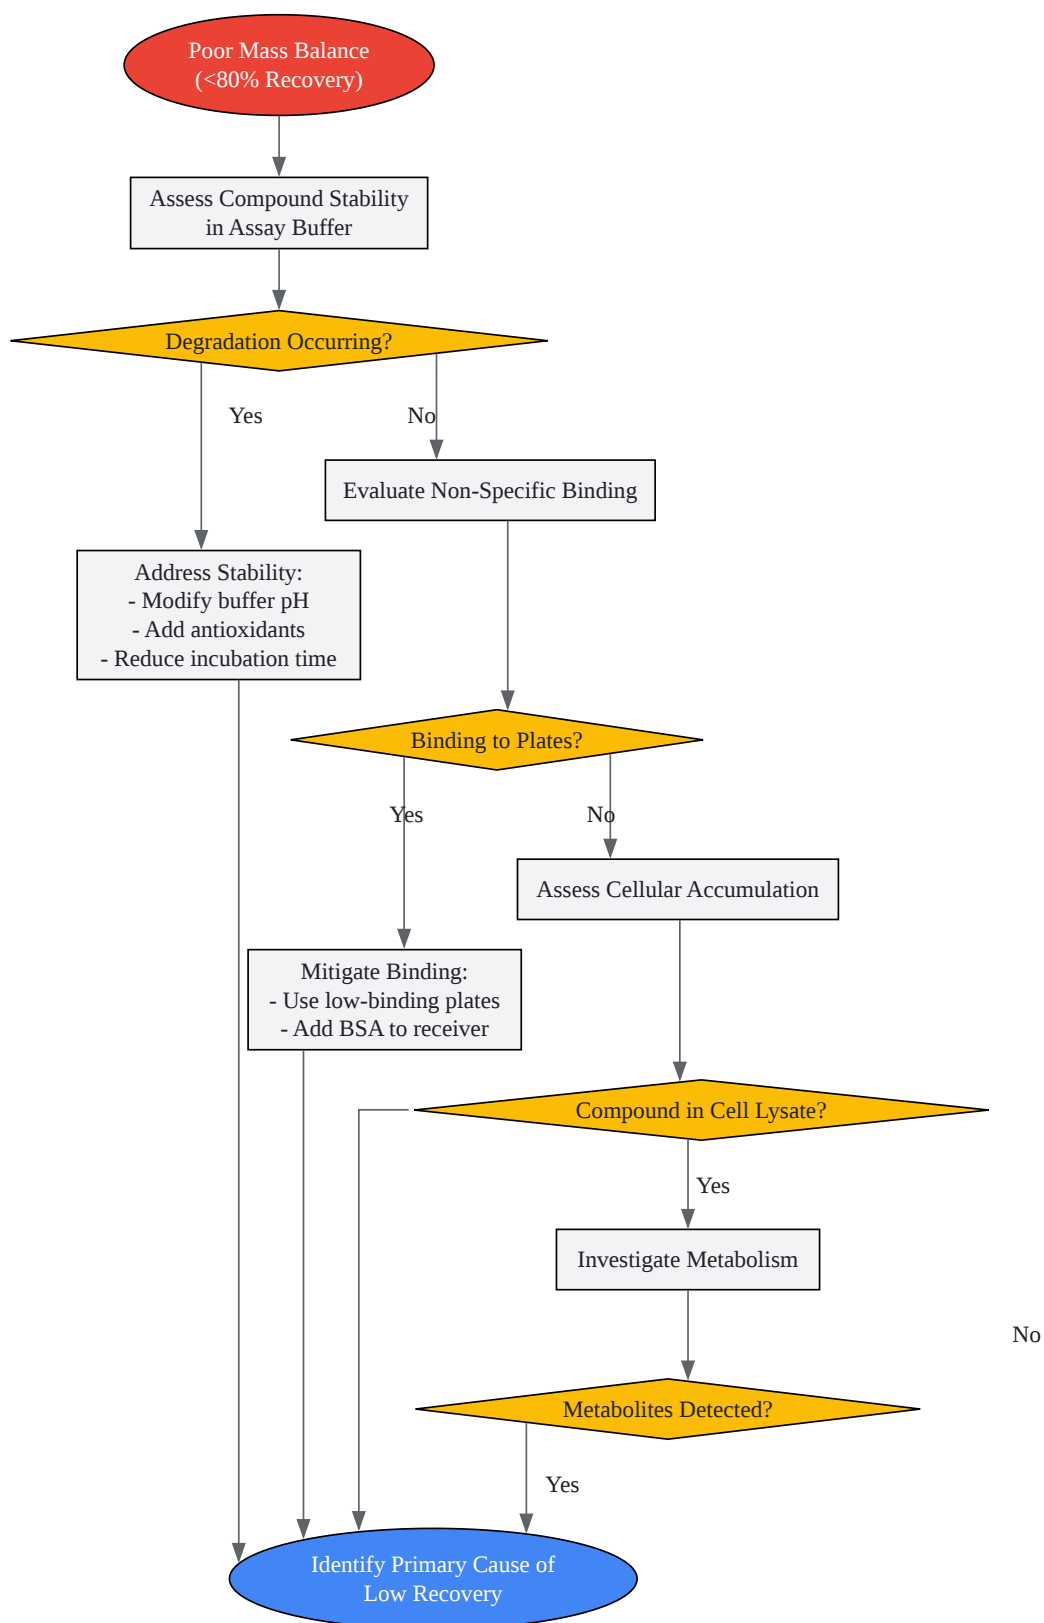 Poor Mass Balance
(<80% Recovery)
Assess Compound Stability
in Assay Buffer
Degradation Occurring?
Yes
No
Evaluate Non-Specific Binding
Address Stability:
- Modify buffer pH
- Add antioxidants
- Reduce incubation time
Binding to Plates?
Yes
No
Assess Cellular Accumulation
Mitigate Binding:
- Use low-binding plates
- Add BSA to receiver
Compound in Cell Lysate?
Yes
Investigate Metabolism
No
Metabolites Detected?
Yes
Identify Primary Cause of
Low Recovery